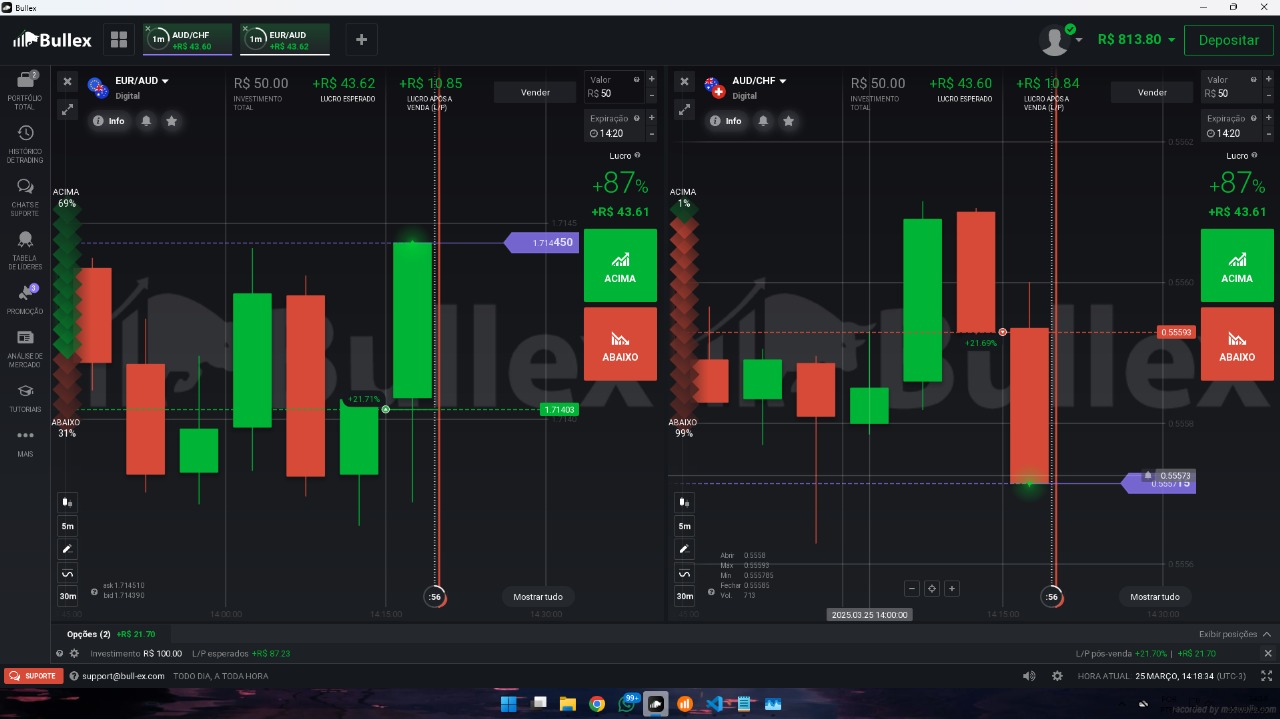 Bullex
Bullex
1m AUD/CHF +R$ 43.60
1m EUR/AUD +R$ 43.62
R$ 813.80
Depositar
2
PORTFÓLIO TOTAL
HISTÓRICO DE TRADING
CHATS E SUPORTE
TABELA DE LÍDERES
3
PROMOÇÃO
ANÁLISE DE MERCADO
TUTORIAIS
MAIS
EUR/AUD
Digital
Info
R$ 50.00
INVESTIMENTO TOTAL
+R$ 43.62
LUCRO ESPERADO
+R$ 10.85
LUCRO APÓS A VENDA (L/P)
Vender
Valor
R$ 50
Expiração
14:20
Lucro
+87%
+R$ 43.61
ACIMA
ABAIXO
ACIMA
69%
ABAIXO
31%
1.7145
1.714450
+21.71%
1.71403
1.7140
Bullex
5m
30m
ask 1.714510
bid 1.714390
:56
Mostrar tudo
14:00:00
14:15:00
14:30:00
AUD/CHF
Digital
Info
R$ 50.00
INVESTIMENTO TOTAL
+R$ 43.60
LUCRO ESPERADO
+R$ 10.84
LUCRO APÓS A VENDA (L/P)
Vender
Valor
R$ 50
Expiração
14:20
Lucro
+87%
+R$ 43.61
ACIMA
ABAIXO
ACIMA
1%
ABAIXO
99%
0.5562
0.5560
0.55593
+21.69%
0.5558
0.55573
0.555715
0.5556
Bullex
5m
30m
Abrir 0.5558
Max 0.55593
Min 0.555785
Fechar 0.55585
Vol. 713
:56
Mostrar tudo
2025.03.25 14:00:00
14:15:00
14:30:00
Opções (2) +R$ 21.70
Exibir posições
Investimento R$ 100.00 L/P esperados +R$ 87.23
L/P pós-venda +21.70% | +R$ 21.70
SUPORTE
support@bull-ex.com
TODO DIA, A TODA HORA
HORA ATUAL: 25 MARÇO, 14:18:34 (UTC-3)
99+